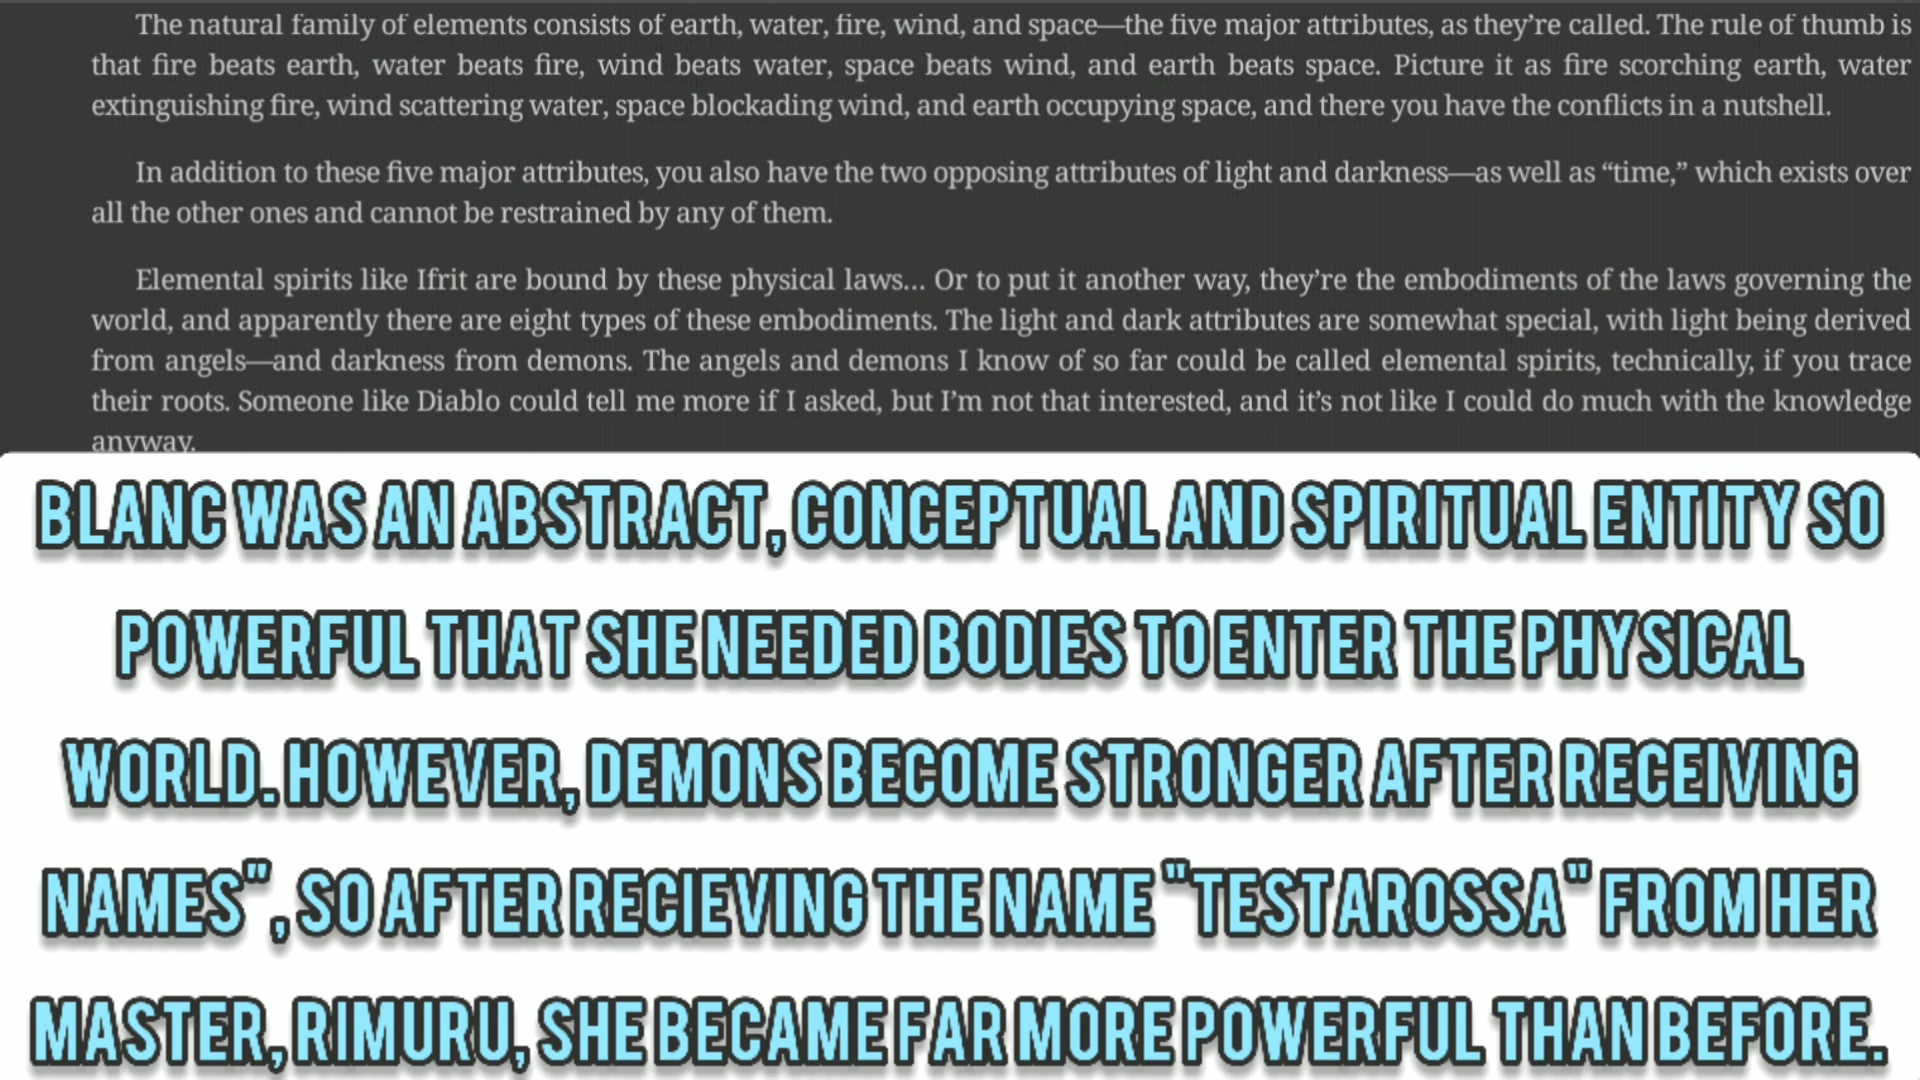 The natural family of elements consists of earth, water, fire, wind, and space—the five major attributes, as they’re called. The rule of thumb is
that fire beats earth, water beats fire, wind beats water, space beats wind, and earth beats space. Picture it as fire scorching earth, water
extinguishing fire, wind scattering water, space blockading wind, and earth occupying space, and there you have the conflicts in a nutshell.
In addition to these five major attributes, you also have the two opposing attributes of light and darkness—as well as “time,” which exists over
all the other ones and cannot be restrained by any of them.
Elemental spirits like Ifrit are bound by these physical laws… Or to put it another way, they’re the embodiments of the laws governing the
world, and apparently there are eight types of these embodiments. The light and dark attributes are somewhat special, with light being derived
from angels—and darkness from demons. The angels and demons I know of so far could be called elemental spirits, technically, if you trace
their roots. Someone like Diablo could tell me more if I asked, but I’m not that interested, and it’s not like I could do much with the knowledge
anyway.
BLANC WAS AN ABSTRACT, CONCEPTUAL AND SPIRITUAL ENTITY SO
POWERFUL THAT SHE NEEDED BODIES TO ENTER THE PHYSICAL
WORLD. HOWEVER, DEMONS BECOME STRONGER AFTER RECEIVING
NAMES", SO AFTER RECIEVING THE NAME "TESTAROSSA" FROM HER
MASTER, RIMURU, SHE BECAME FAR MORE POWERFUL THAN BEFORE.